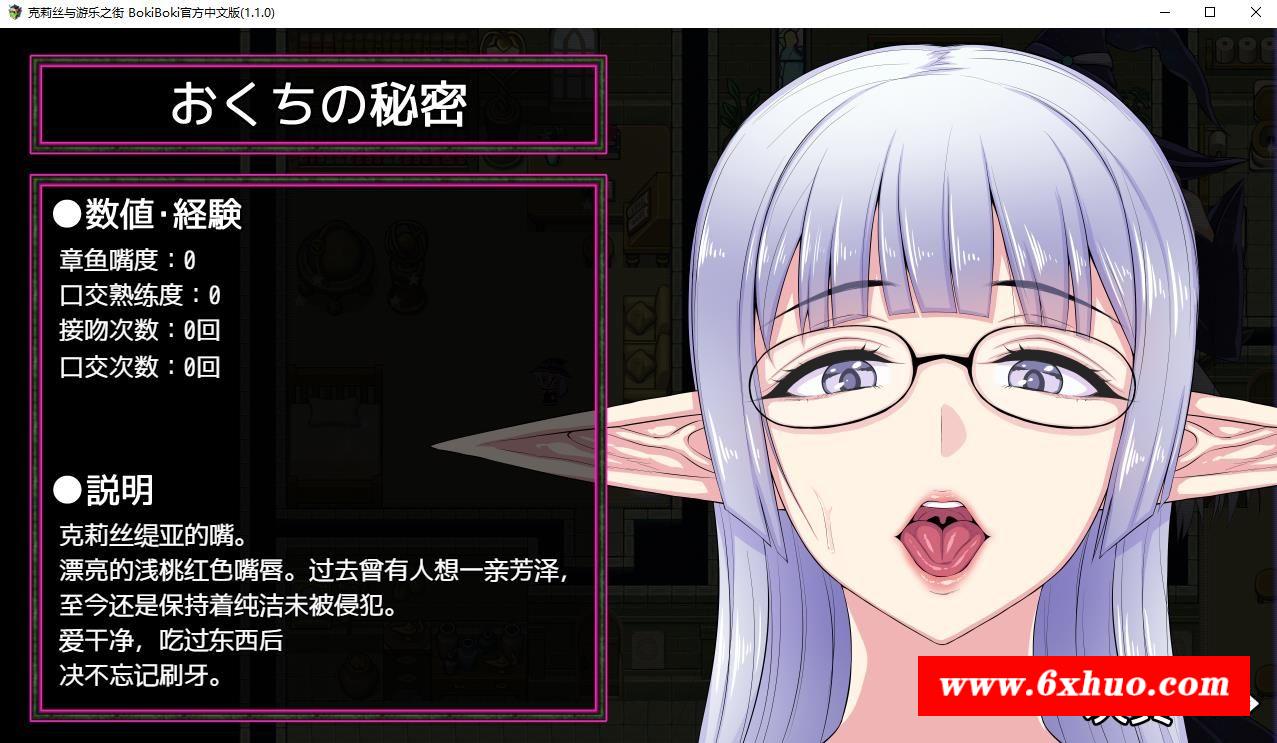 克莉丝与游乐之街 BokiBoki官方中文版(1.1.0)
おくちの秘密
●数値·経験
章鱼嘴度：0
口交熟练度：0
接吻次数：0回
口交次数：0回
●説明
克莉丝缇亚的嘴。
漂亮的浅桃红色嘴唇。过去曾有人想一亲芳泽，
至今还是保持着纯洁未被侵犯。
爱干净，吃过东西后
决不忘记刷牙。
www.6xhuo.com